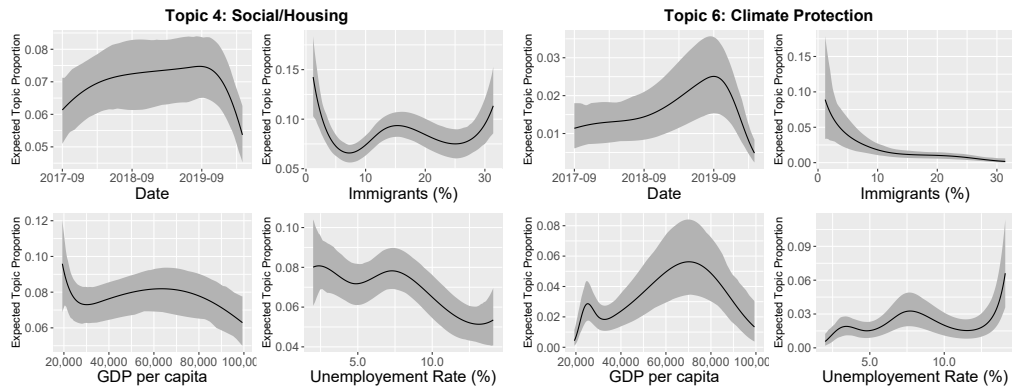 Topic 4: Social/Housing
Topic 6: Climate Protection
Expected Topic Proportion
0.08
0.07
0.06
0.05
2017-09 2018-09 2019-09
Date
Expected Topic Proportion
0.15
0.10
0.05
0 10 20 30
Immigrants (%)
Expected Topic Proportion
0.03
0.02
0.01
2017-09 2018-09 2019-09
Date
Expected Topic Proportion
0.15
0.10
0.05
0.00
0 10 20 30
Immigrants (%)
Expected Topic Proportion
0.12
0.10
0.08
0.06
20,000 40,000 60,000 80,000 100,00
GDP per capita
Expected Topic Proportion
0.10
0.08
0.06
0.04
5.0 10.0
Unemployement Rate (%)
Expected Topic Proportion
0.08
0.06
0.04
0.02
0.00
20,000 40,000 60,000 80,000 100,00
GDP per capita
Expected Topic Proportion
0.09
0.06
0.03
0.00
5.0 10.0
Unemployement Rate (%)